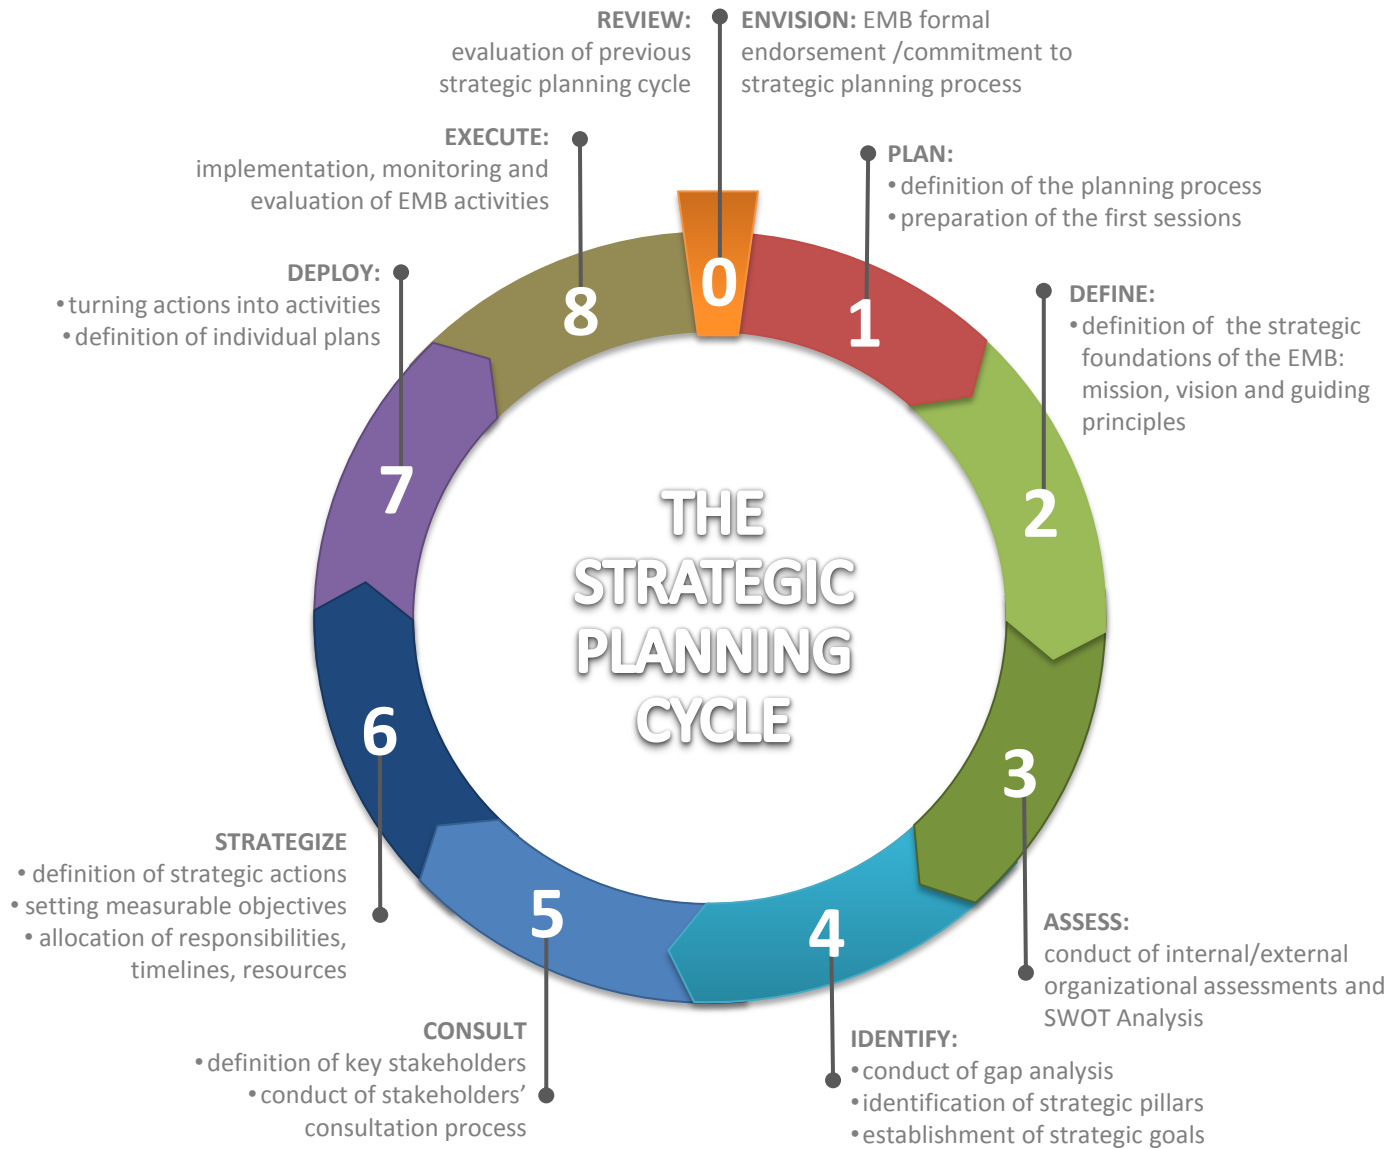 REVIEW:
evaluation of previous
strategic planning cycle
ENVISION: EMB formal
endorsement /commitment to
strategic planning process
0
PLAN:
• definition of the planning process
• preparation of the first sessions
1
DEFINE:
• definition of  the strategic
foundations of the EMB:
mission, vision and guiding
principles
2
3
ASSESS:
conduct of internal/external
organizational assessments and
SWOT Analysis
4
IDENTIFY:
• conduct of gap analysis
• identification of strategic pillars
• establishment of strategic goals
5
CONSULT
• definition of key stakeholders
• conduct of stakeholders’
consultation process
6
STRATEGIZE
• definition of strategic actions
• setting measurable objectives
• allocation of responsibilities,
timelines, resources
DEPLOY:
• turning actions into activities
• definition of individual plans
7
EXECUTE:
implementation, monitoring and
evaluation of EMB activities
8
THE
STRATEGIC
PLANNING
CYCLE